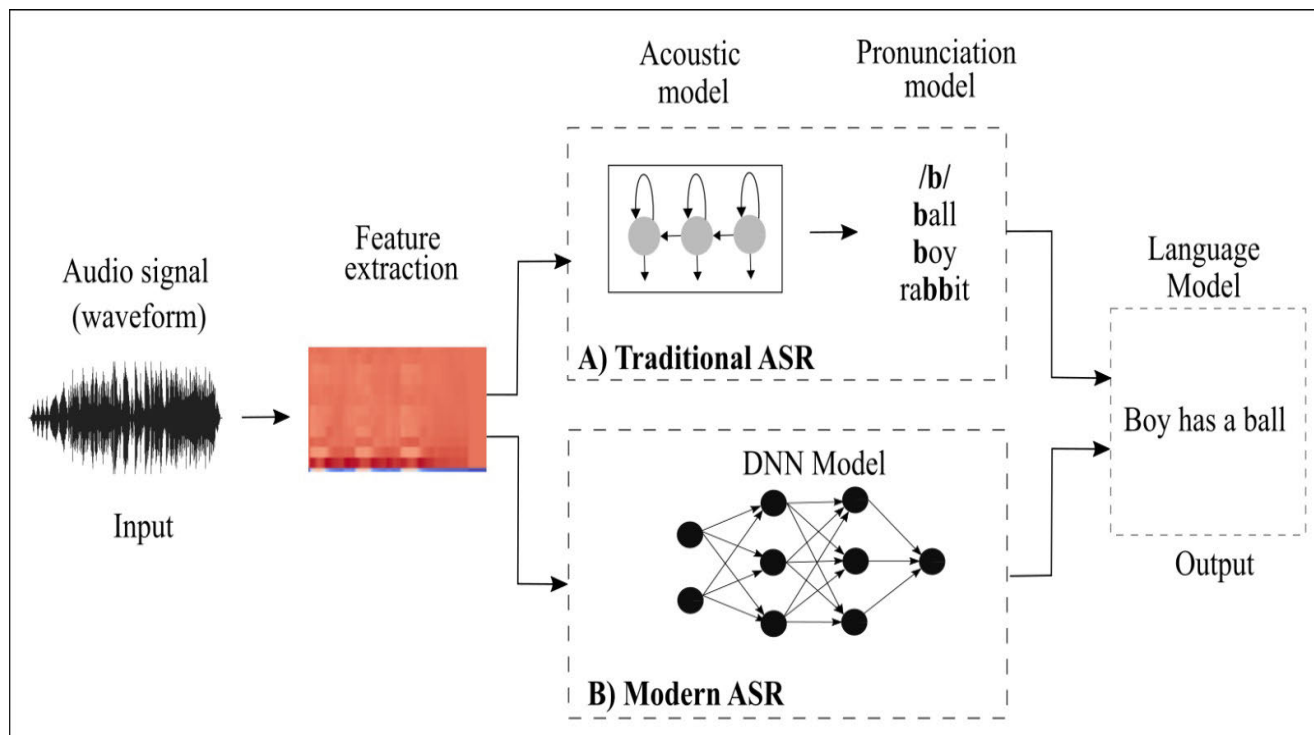 Audio signal
(waveform)
Input
Feature
extraction
Acoustic
model
Pronunciation
model
/b/
ball
boy
rabbit
A) Traditional ASR
DNN Model
B) Modern ASR
Language
Model
Boy has a ball
Output